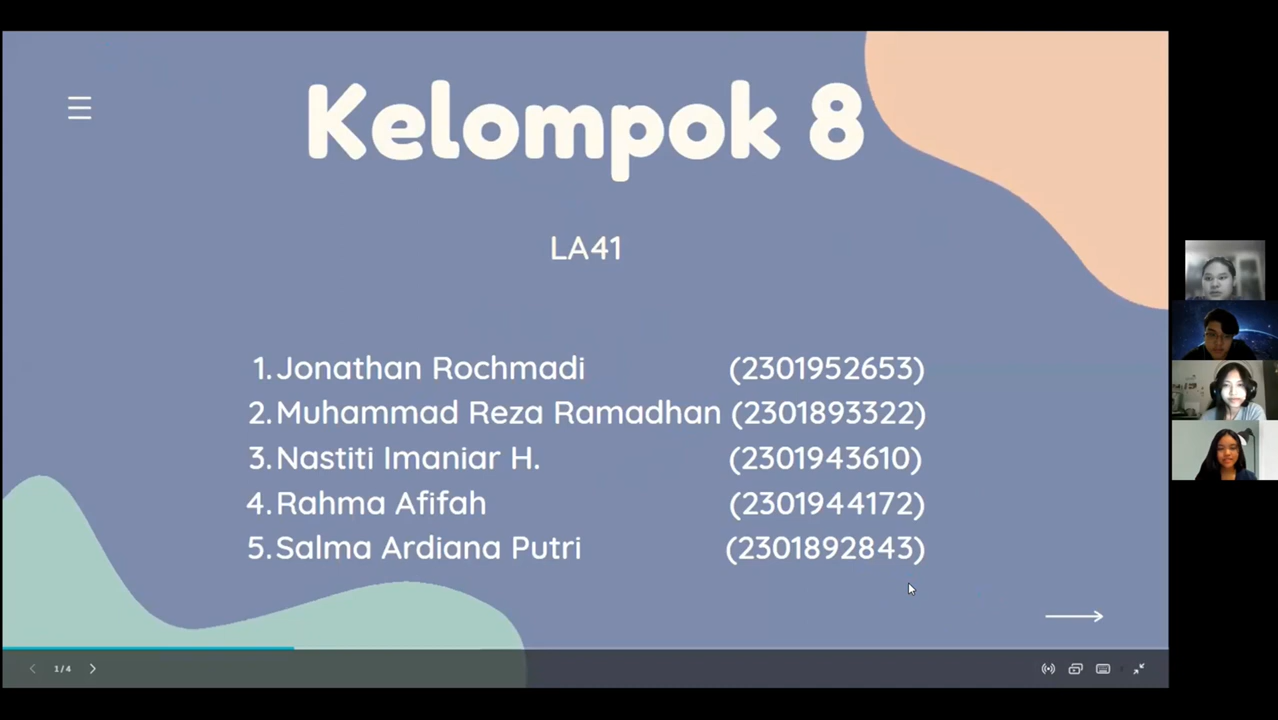 Kelompok 8
LA41
1. Jonathan Rochmadi (2301952653)
2. Muhammad Reza Ramadhan (2301893322)
3. Nastiti Imaniar H. (2301943610)
4. Rahma Afifah (2301944172)
5. Salma Ardiana Putri (2301892843)
1/4